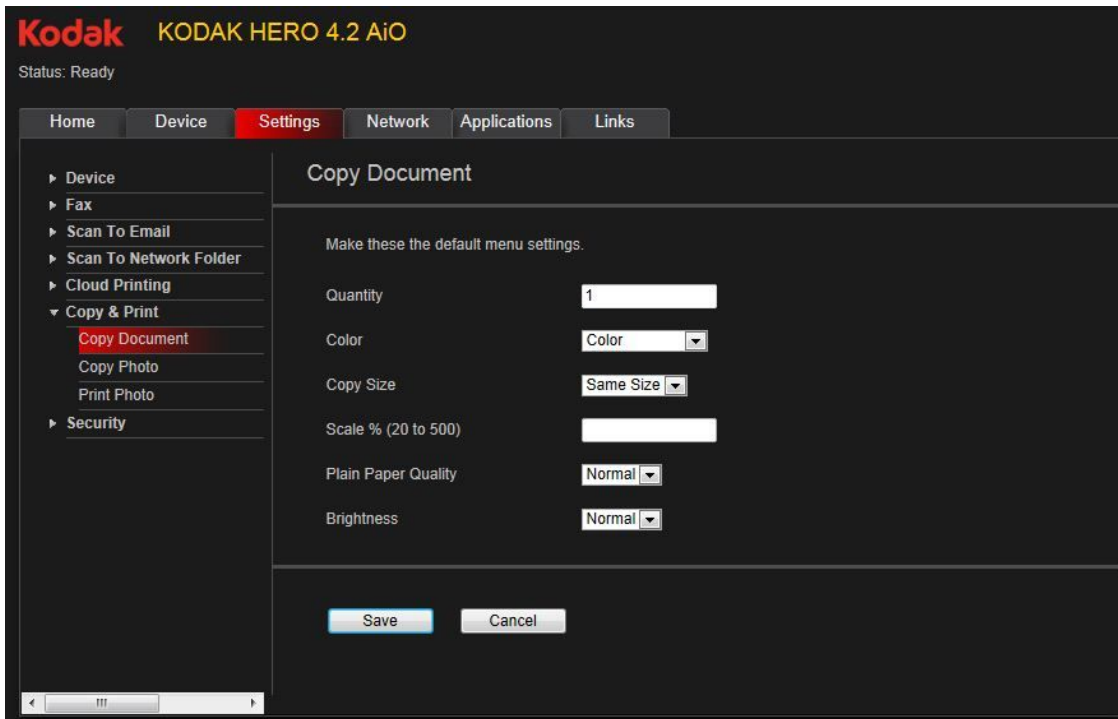 Kodak KODAK HERO 4.2 AiO
Status: Ready
Home Device Settings Network Applications Links
Device
Fax
Scan To Email
Scan To Network Folder
Cloud Printing
Copy & Print
Copy Document
Copy Photo
Print Photo
Security
Copy Document
Make these the default menu settings.
Quantity 1
Color Color
Copy Size Same Size
Scale % (20 to 500)
Plain Paper Quality Normal
Brightness Normal
Save Cancel